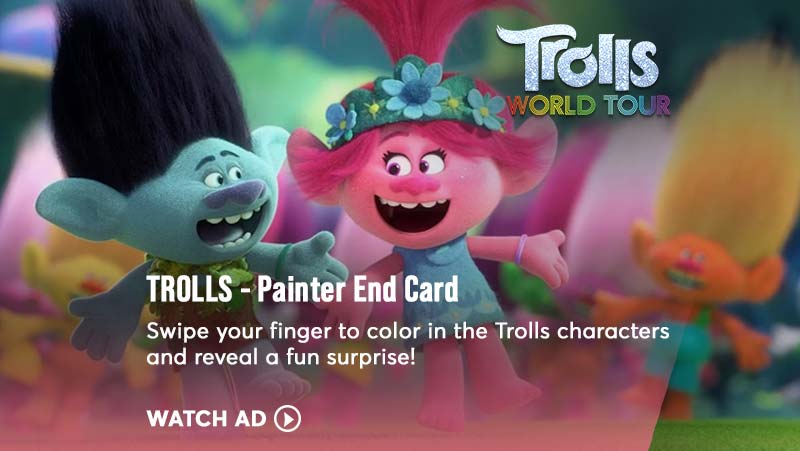 Trolls
WORLD TOUR
TROLLS - Painter End Card
Swipe your finger to color in the Trolls characters
and reveal a fun surprise!
WATCH AD